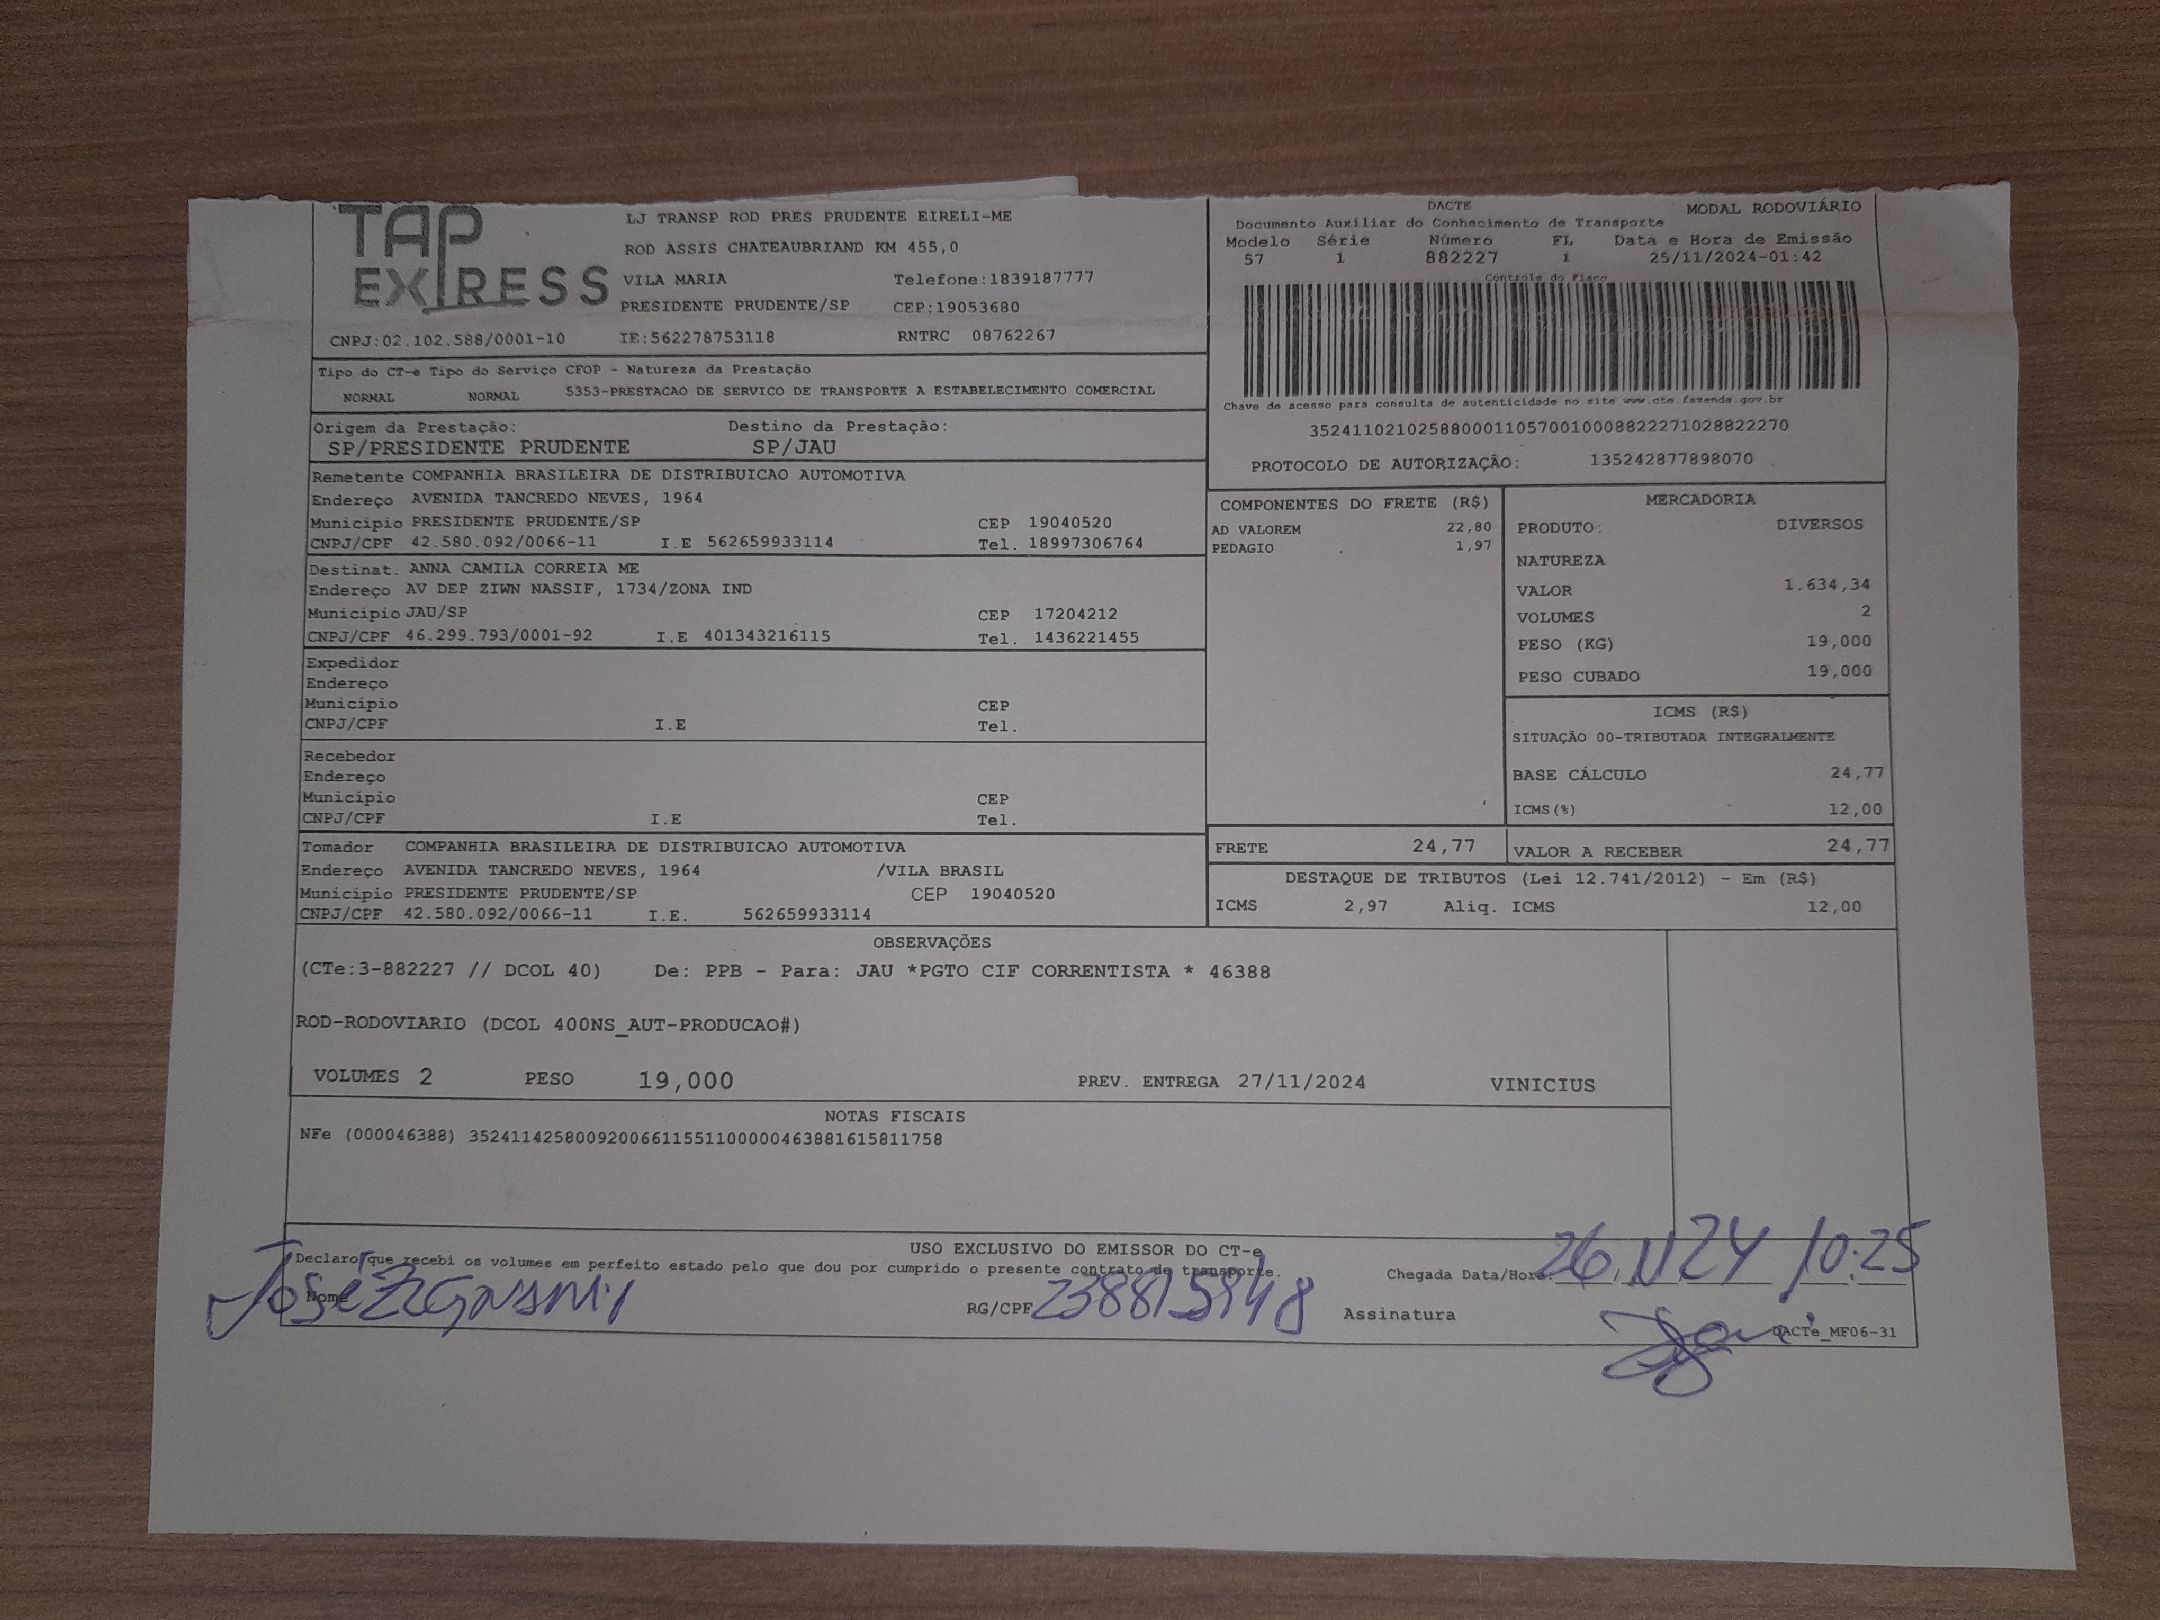 TAP EXPRESS
LJ TRANSP ROD PRES PRUDENTE EIRELI-ME
ROD ASSIS CHATEAUBRIAND KM 455,0
VILA MARIA Telefone:1839187777
PRESIDENTE PRUDENTE/SP CEP:19053680
CNPJ:02.102.588/0001-10 IE:562278753118 RNTRC 08762267
DACTE MODAL RODOVIÁRIO
Documento Auxiliar do Conhecimento de Transporte
Modelo Série Número FL Data e Hora de Emissão
57 1 882227 1 25/11/2024-01:42
Controle do Fisco
Chave de acesso para consulta de autenticidade no site www.cte.fazenda.gov.br
35241102102588000110570010008822271028822270
PROTOCOLO DE AUTORIZAÇÃO: 135242877898070
Tipo do CT-e Tipo do Serviço CFOP - Natureza da Prestação
NORMAL NORMAL 5353-PRESTACAO DE SERVICO DE TRANSPORTE A ESTABELECIMENTO COMERCIAL
Origem da Prestação: Destino da Prestação:
SP/PRESIDENTE PRUDENTE SP/JAU
Remetente COMPANHIA BRASILEIRA DE DISTRIBUICAO AUTOMOTIVA
Endereço AVENIDA TANCREDO NEVES, 1964
Município PRESIDENTE PRUDENTE/SP CEP 19040520
CNPJ/CPF 42.580.092/0066-11 I.E 562659933114 Tel. 18997306764
Destinat. ANNA CAMILA CORREIA ME
Endereço AV DEP ZIWN NASSIF, 1734/ZONA IND
Município JAU/SP CEP 17204212
CNPJ/CPF 46.299.793/0001-92 I.E 401343216115 Tel. 1436221455
Expedidor
Endereço
Município CEP
CNPJ/CPF I.E Tel.
Recebedor
Endereço
Município CEP
CNPJ/CPF I.E Tel.
Tomador COMPANHIA BRASILEIRA DE DISTRIBUICAO AUTOMOTIVA
Endereço AVENIDA TANCREDO NEVES, 1964 /VILA BRASIL
Município PRESIDENTE PRUDENTE/SP CEP 19040520
CNPJ/CPF 42.580.092/0066-11 I.E. 562659933114
COMPONENTES DO FRETE (R$)
AD VALOREM 22,80
PEDAGIO 1,97
MERCADORIA
PRODUTO: DIVERSOS
NATUREZA
VALOR 1.634,34
VOLUMES 2
PESO (KG) 19,000
PESO CUBADO 19,000
ICMS (R$)
SITUAÇÃO 00-TRIBUTADA INTEGRALMENTE
BASE CÁLCULO 24,77
ICMS(%) 12,00
FRETE 24,77 VALOR A RECEBER 24,77
DESTAQUE DE TRIBUTOS (Lei 12.741/2012) - Em (R$)
ICMS 2,97 Aliq. ICMS 12,00
OBSERVAÇÕES
(CTe:3-882227 // DCOL 40) De: PPB - Para: JAU *PGTO CIF CORRENTISTA * 46388
ROD-RODOVIARIO (DCOL 400NS_AUT-PRODUCAO#)
VOLUMES 2 PESO 19,000 PREV. ENTREGA 27/11/2024 VINICIUS
NOTAS FISCAIS
NFe (000046388) 35241142580092006611551100000463881615811758
USO EXCLUSIVO DO EMISSOR DO CT-e
Declaro que recebi os volumes em perfeito estado pelo que dou por cumprido o presente contrato de transporte.
Chegada Data/Hora: 26.11 24 10:25
Nome José RG/CPF Assinatura
DACTe_MF06-31